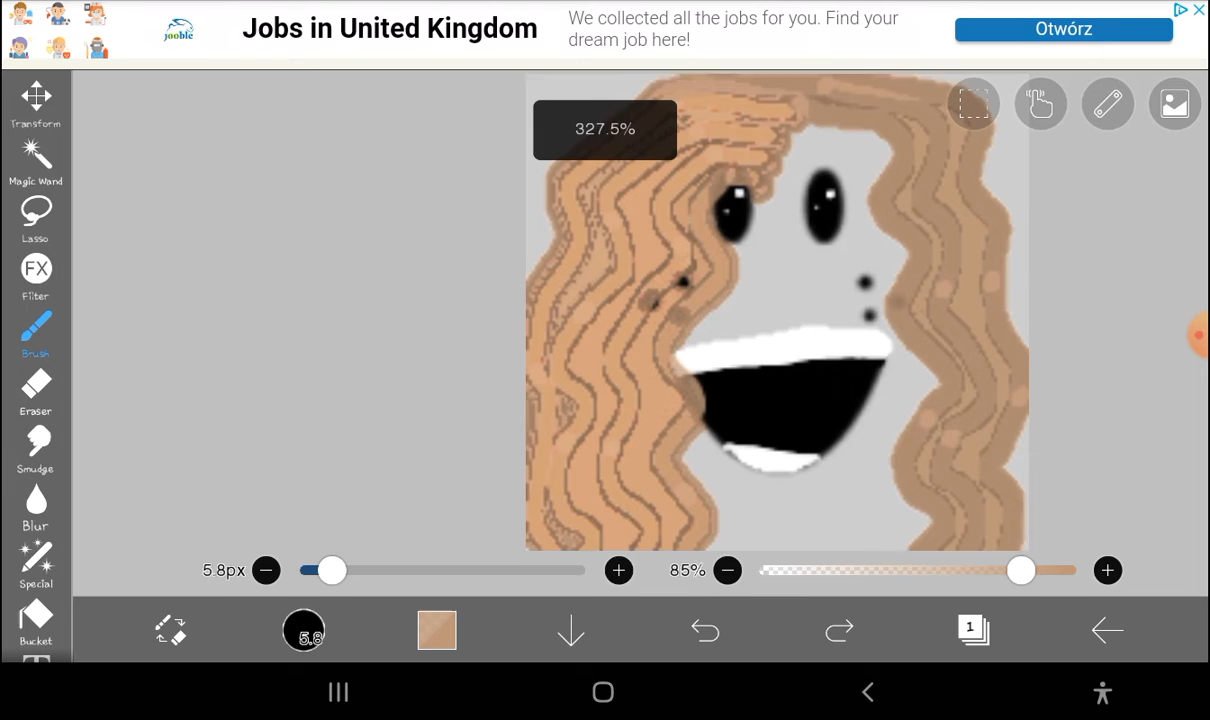 jooble
Jobs in United Kingdom
We collected all the jobs for you. Find your
dream job here!
Otwórz
Transform
Magic Wand
Lasso
FX
Filter
Brush
Eraser
Smudge
Blur
Special
Bucket
327.5%
5.8px
85%
5.8
1